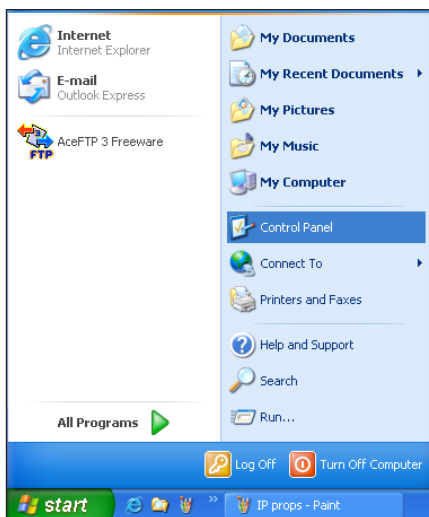 Internet
Internet Explorer
E-mail
Outlook Express
FTP
AceFTP 3 Freeware
All Programs
My Documents
My Recent Documents
My Pictures
My Music
My Computer
Control Panel
Connect To
Printers and Faxes
Help and Support
Search
Run...
Log Off
Turn Off Computer
start
IP props - Paint